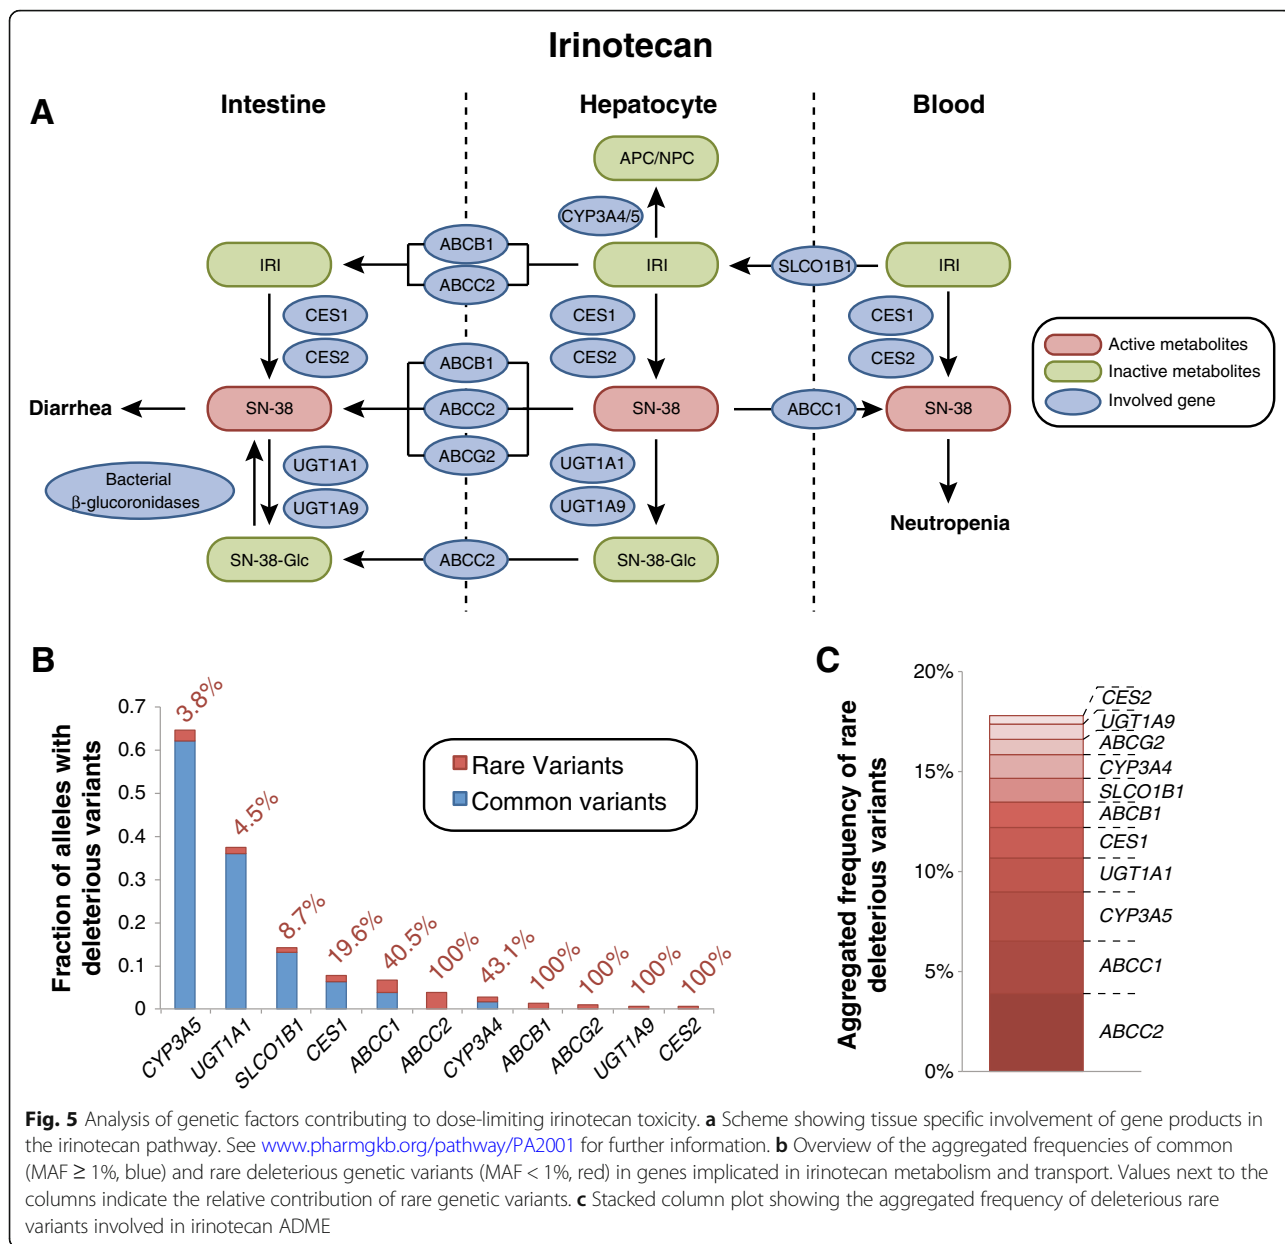 Irinotecan
A
Intestine
Hepatocyte
Blood
APC/NPC
CYP3A4/5
ABCB1
ABCC2
IRI
IRI
SLCO1B1
IRI
CES1
CES2
CES1
CES2
CES1
CES2
ABCB1
ABCC2
ABCG2
Diarrhea
SN-38
SN-38
ABCC1
SN-38
Active metabolites
Inactive metabolites
Involved gene
Bacterial
β-glucoronidases
UGT1A1
UGT1A9
UGT1A1
UGT1A9
Neutropenia
SN-38-Glc
ABCC2
SN-38-Glc
B
Fraction of alleles with
deleterious variants
0.7
0.6
0.5
0.4
0.3
0.2
0.1
0
3.8%
4.5%
8.7%
19.6%
40.5%
100%
43.1%
100%
100%
100%
100%
Rare Variants
Common variants
CYP3A5
UGT1A1
SLCO1B1
CES1
ABCC1
ABCC2
CYP3A4
ABCB1
ABCG2
UGT1A9
CES2
C
Aggregated frequency of rare
deleterious variants
20%
15%
10%
5%
0%
CES2
UGT1A9
ABCG2
CYP3A4
SLCO1B1
ABCB1
CES1
UGT1A1
CYP3A5
ABCC1
ABCC2
Fig. 5 Analysis of genetic factors contributing to dose-limiting irinotecan toxicity. a Scheme showing tissue specific involvement of gene products in
the irinotecan pathway. See www.pharmgkb.org/pathway/PA2001 for further information. b Overview of the aggregated frequencies of common
(MAF ≥ 1%, blue) and rare deleterious genetic variants (MAF < 1%, red) in genes implicated in irinotecan metabolism and transport. Values next to the
columns indicate the relative contribution of rare genetic variants. c Stacked column plot showing the aggregated frequency of deleterious rare
variants involved in irinotecan ADME